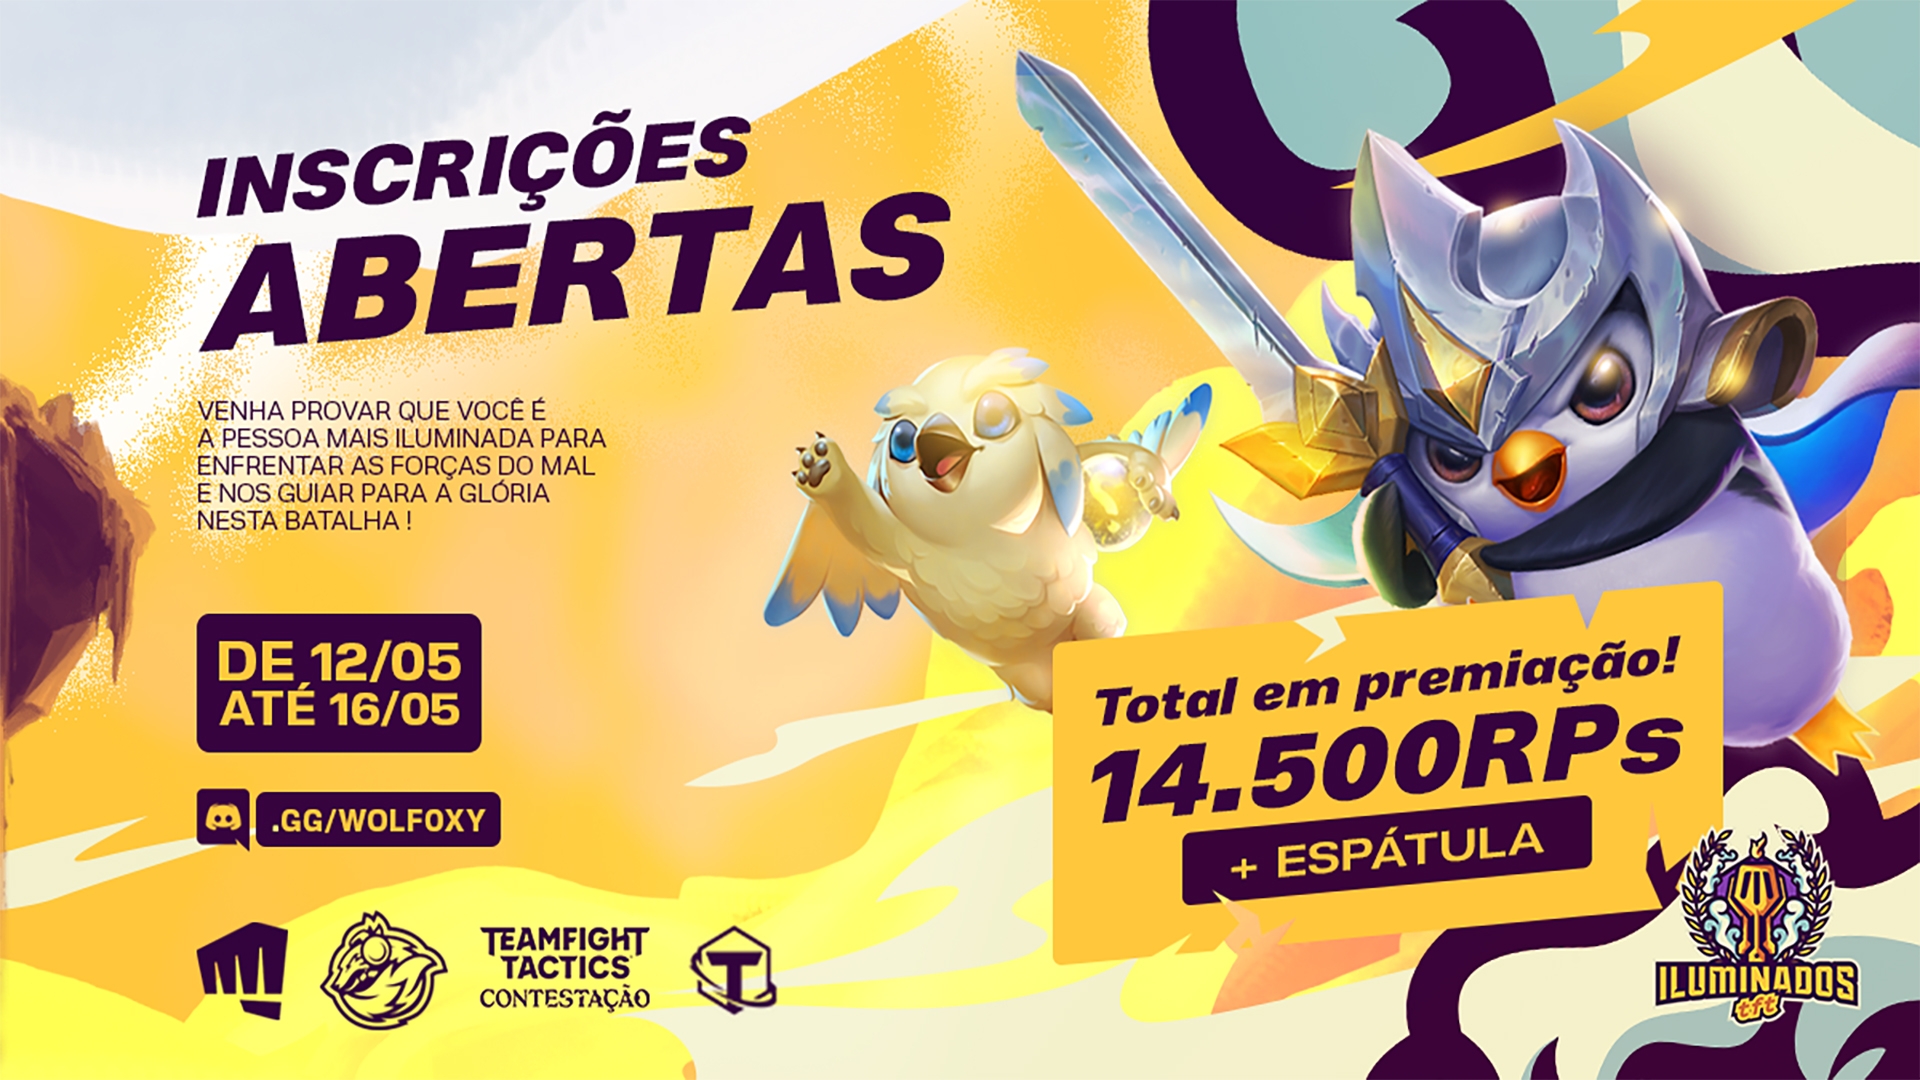 INSCRIÇÕES
ABERTAS
VENHA PROVAR QUE VOCÊ É
A PESSOA MAIS ILUMINADA PARA
ENFRENTAR AS FORÇAS DO MAL
E NOS GUIAR PARA A GLÓRIA
NESTA BATALHA !
DE 12/05
ATÉ 16/05
.GG/WOLFOXY
TEAMFIGHT
TACTICS
CONTESTAÇÃO
T
Total em premiação!
14.500RPs
+ ESPÁTULA
ILUMINADOS
tft